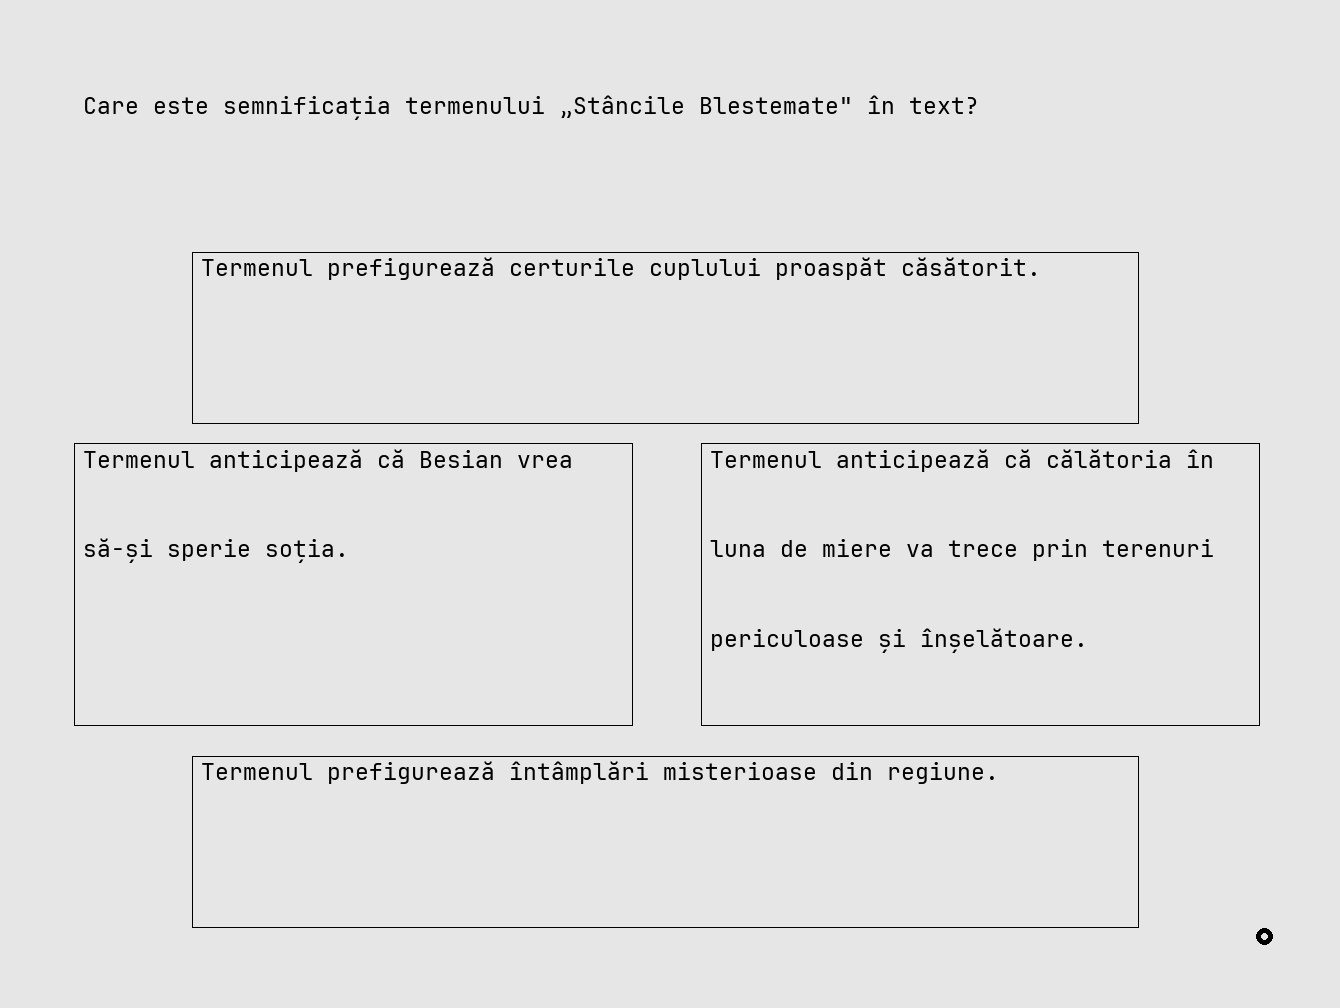 Care este semnificația termenului „Stâncile Blestemate" în text?
Termenul prefigurează certurile cuplului proaspăt căsătorit.
Termenul anticipează că Besian vrea
să-și sperie soția.
Termenul anticipează că călătoria în
luna de miere va trece prin terenuri
periculoase și înșelătoare.
Termenul prefigurează întâmplări misterioase din regiune.